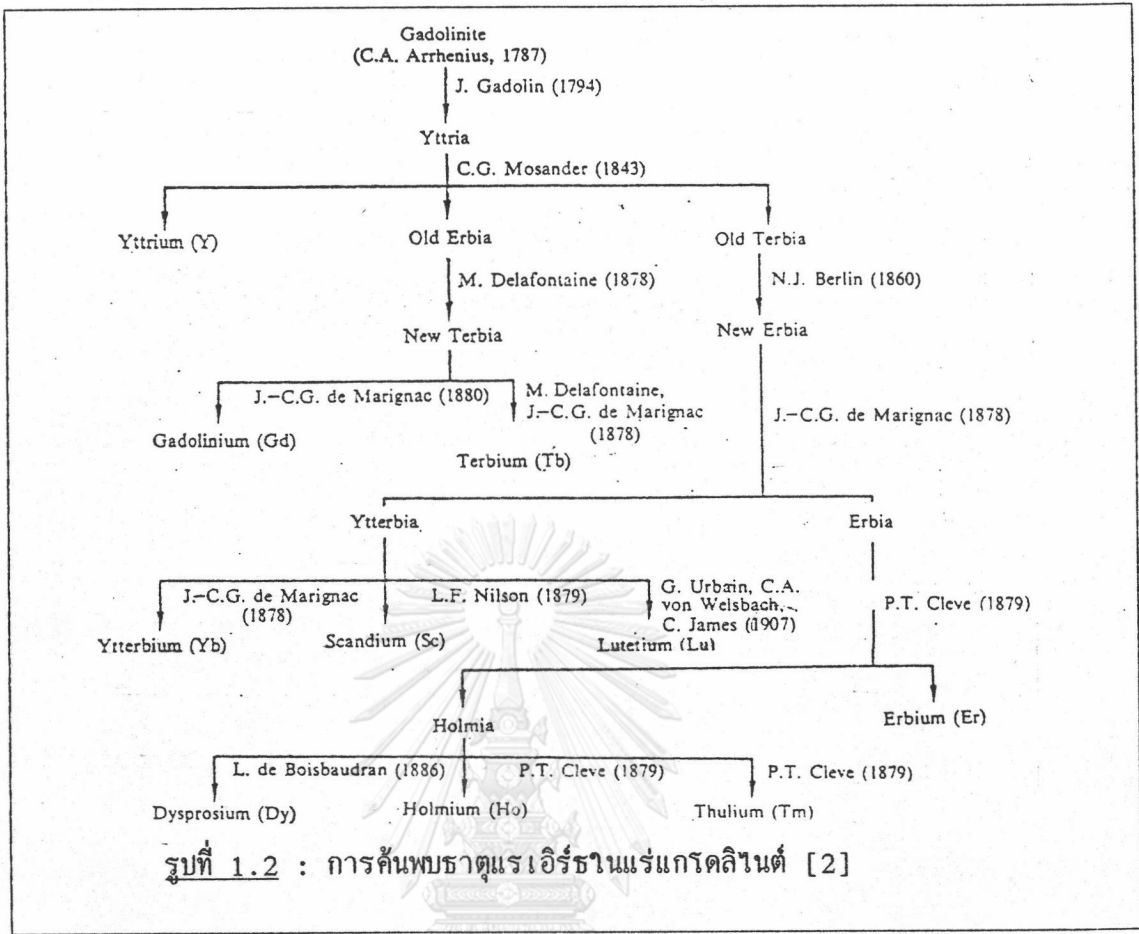 Gadolinite
(C.A. Arrhenius, 1787)
J. Gadolin (1794)
Yttria
C.G. Mosander (1843)
Yttrium (Y)
Old Erbia
Old Terbia
M. Delafontaine (1878)
N.J. Berlin (1860)
New Terbia
New Erbia
J.-C.G. de Marignac (1880)
M. Delafontaine,
J.-C.G. de Marignac
(1878)
J.-C.G. de Marignac (1878)
Gadolinium (Gd)
Terbium (Tb)
Ytterbia
Erbia
J.-C.G. de Marignac
(1878)
L.F. Nilson (1879)
G. Urbain, C.A.
von Welsbach,
C. James (1907)
P.T. Cleve (1879)
Ytterbium (Yb)
Scandium (Sc)
Lutetium (Lu)
Holmia
Erbium (Er)
L. de Boisbaudran (1886)
P.T. Cleve (1879)
P.T. Cleve (1879)
Dysprosium (Dy)
Holmium (Ho)
Thulium (Tm)
รูปที่ 1.2 : การค้นพบธาตุแรเอิร์ธในแร่แกโดลิไนต์ [2]